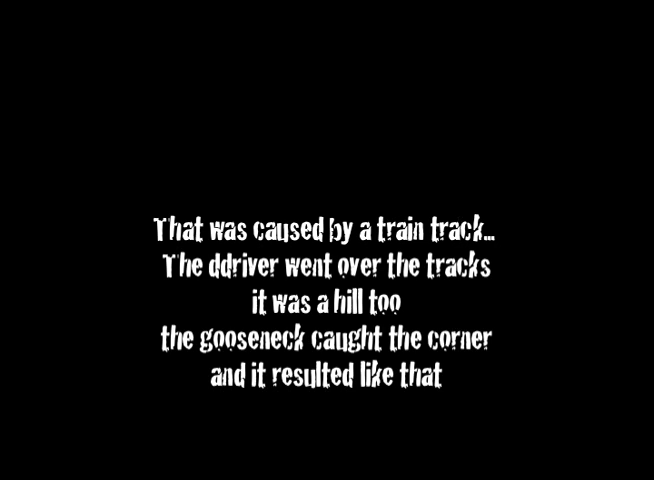 That was caused by a train track...
The ddriver went over the tracks
it was a hill too
the gooseneck caught the corner
and it resulted like that